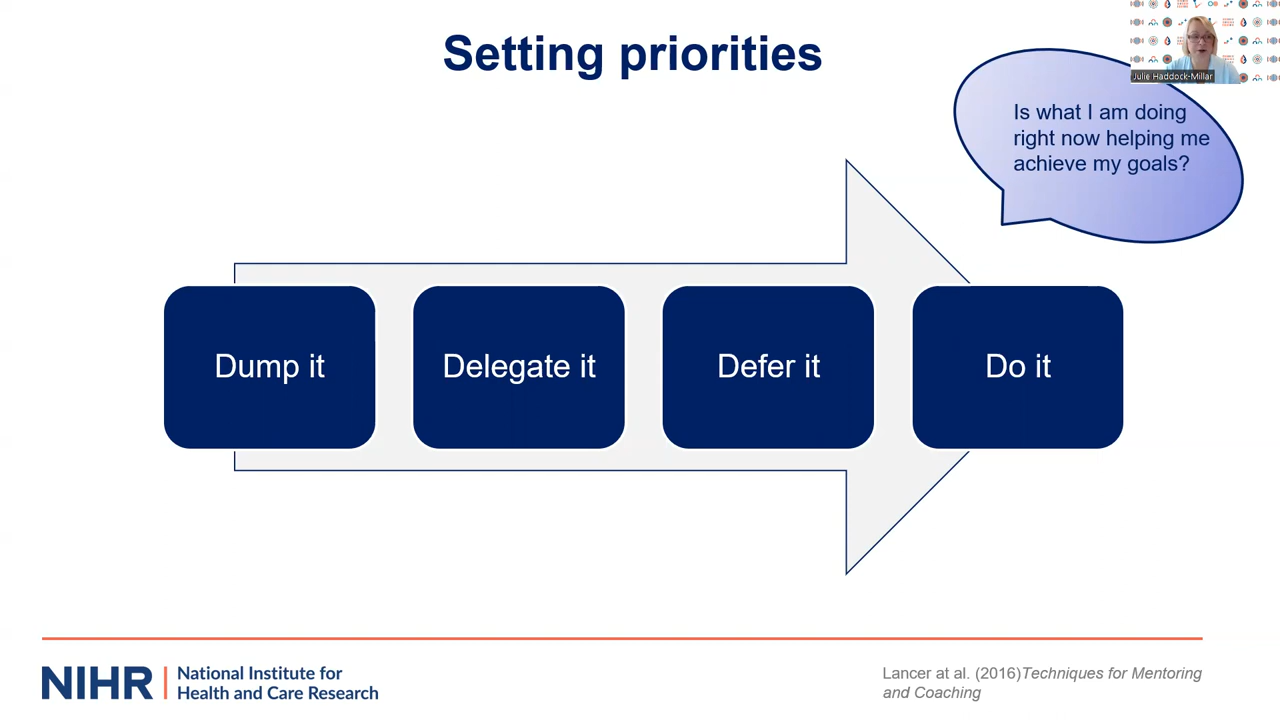 Setting priorities
Julie Haddock-Millar
Is what I am doing
right now helping me
achieve my goals?
Dump it
Delegate it
Defer it
Do it
NIHR
National Institute for
Health and Care Research
Lancer at al. (2016)Techniques for Mentoring
and Coaching